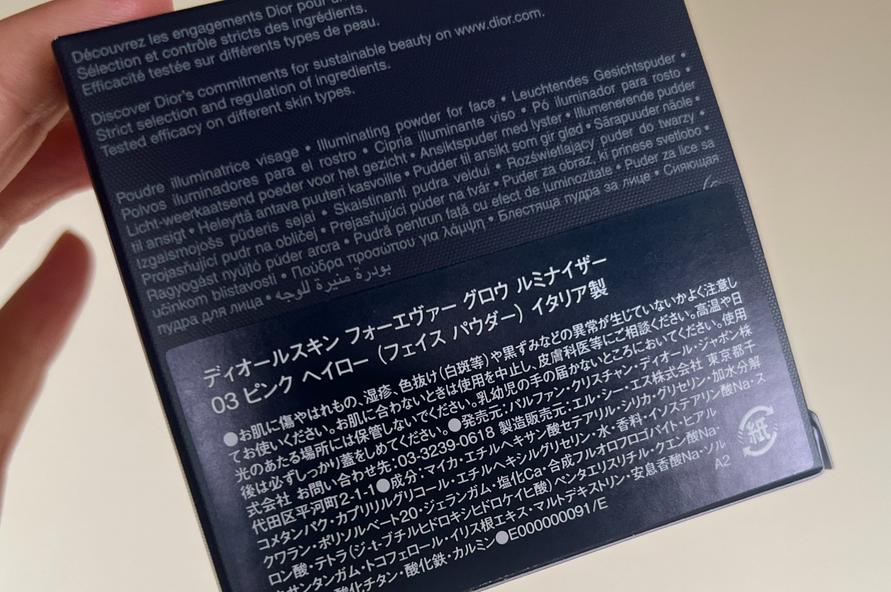 Découvrez les engagements Dior pour un
Sélection et contrôle stricts des ingrédients.
Efficacité testée sur différents types de peau.
Discover Dior's commitments for sustainable beauty on www.dior.com.
Strict selection and regulation of ingredients.
Tested efficacy on different skin types.
Poudre illuminatrice visage • Illuminating powder for face • Leuchtendes Gesichtspuder •
Polvos iluminadores para el rostro • Cipria illuminante viso • Pó iluminador para rosto •
Licht-weerkaatsend poeder voor het gezicht • Ansiktspuder med lyster • Illumenerende pudder
til ansigt • Heleyttä antava puuteri kasvoille • Pudder til ansikt som gir glød • Särapuuder näole •
Izgaismojošs pūderis sejai • Skaistinanti pudra veidui • Rozświetlający puder do twarzy •
Projasňující pudr na obličej • Prejasňujúci púder na tvár • Puder za obraz, ki prinese svetlobo •
Ragyogást nyújtó púder arcra • Pudră pentru față cu efect de luminozitate • Puder za lice sa
učinkom blistavosti • Πούδρα προσώπου για λάμψη • Блестяща пудра за лице • Сияющая
пудра для лица • بودرة منيرة للوجه
ディオールスキン フォーエヴァー グロウ ルミナイザー
03 ピンク ヘイロー (フェイス パウダー) イタリア製
●お肌に傷やはれもの、湿疹、色抜け(白斑等)や黒ずみなどの異常が生じていないかよく注意し
てお使いください。お肌に合わないときは使用を中止し、皮膚科医等にご相談ください。高温や日
光のあたる場所には保管しないでください。乳幼児の手の届かないところにおいてください。使用
後は必ずしっかり蓋をしめてください。●発売元:パルファン・クリスチャン・ディオール・ジャポン株
式会社 お問い合わせ先:03-3239-0618 製造販売元:エル・シー・エス株式会社 東京都千
代田区平河町2-1-1●成分:マイカ・エチルヘキサン酸セテアリル・シリカ・グリセリン・加水分解
コメタンパク・カプリリルグリコール・エチルヘキシルグリセリン・水・香料・イソステアリン酸Na・ス
クワラン・ポリソルベート20・ジェランガム・塩化Ca・合成フルオロフロゴパイト・ヒアル
ロン酸・テトラ(ジ-t-ブチルヒドロキシヒドロケイヒ酸)ペンタエリスリチル・クエン酸Na・
キサンタンガム・トコフェロール・イリス根エキス・マルトデキストリン・安息香酸Na・ソル
酸化チタン・酸化鉄・カルミン●E000000091/E
紙
A2